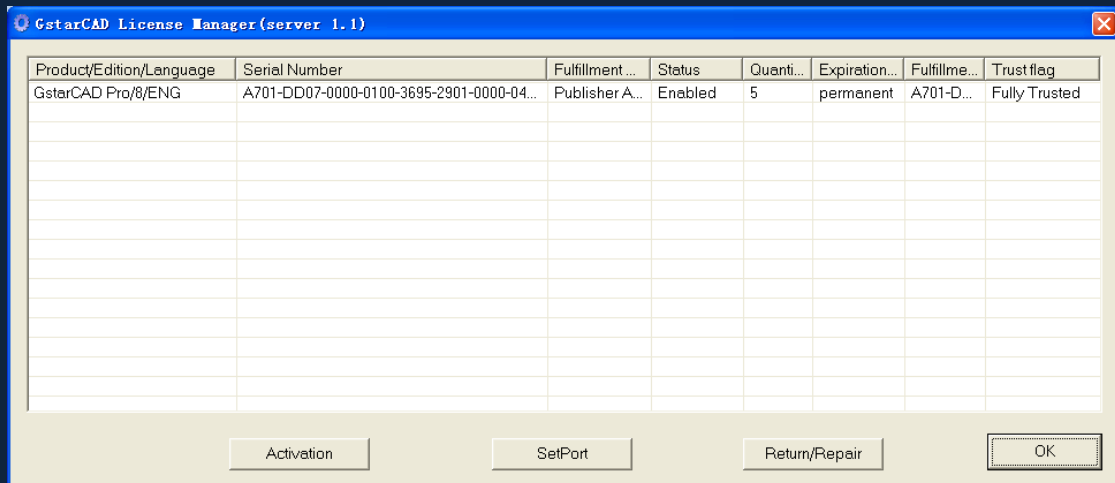 GstarCAD License Manager(server 1.1)
Product/Edition/Language Serial Number Fulfillment ... Status Quanti... Expiration... Fulfillme... Trust flag
GstarCAD Pro/8/ENG A701-DD07-0000-0100-3695-2901-0000-04... Publisher A... Enabled 5 permanent A701-D... Fully Trusted
Activation SetPort Return/Repair OK